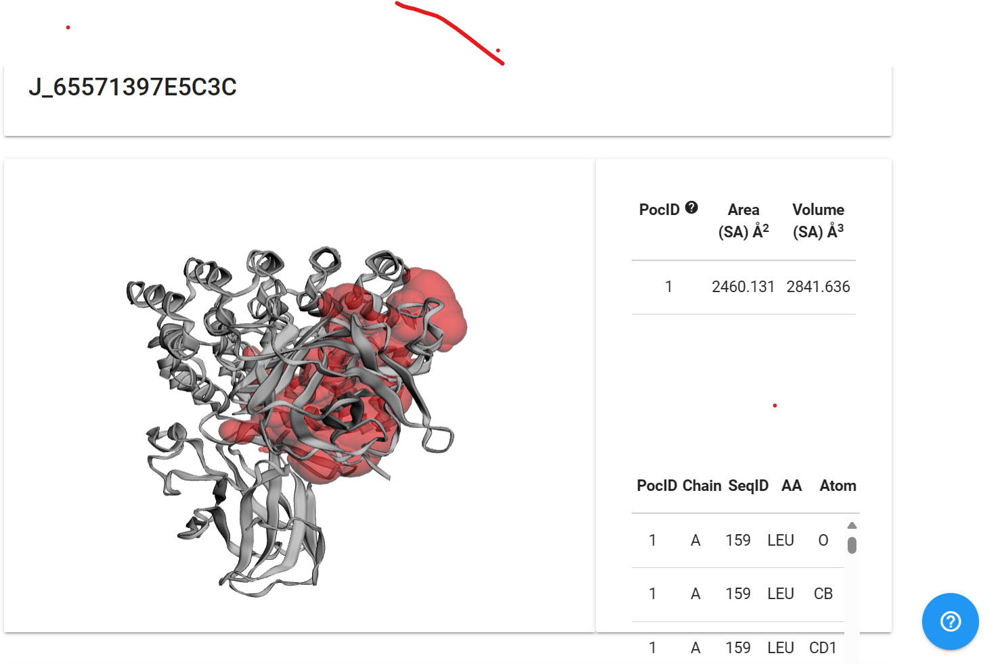 J_65571397E5C3C
PocID Area (SA) Å² Volume (SA) Å³
1 2460.131 2841.636
PocID Chain SeqID AA Atom
1 A 159 LEU O
1 A 159 LEU CB
1 A 159 LEU CD1